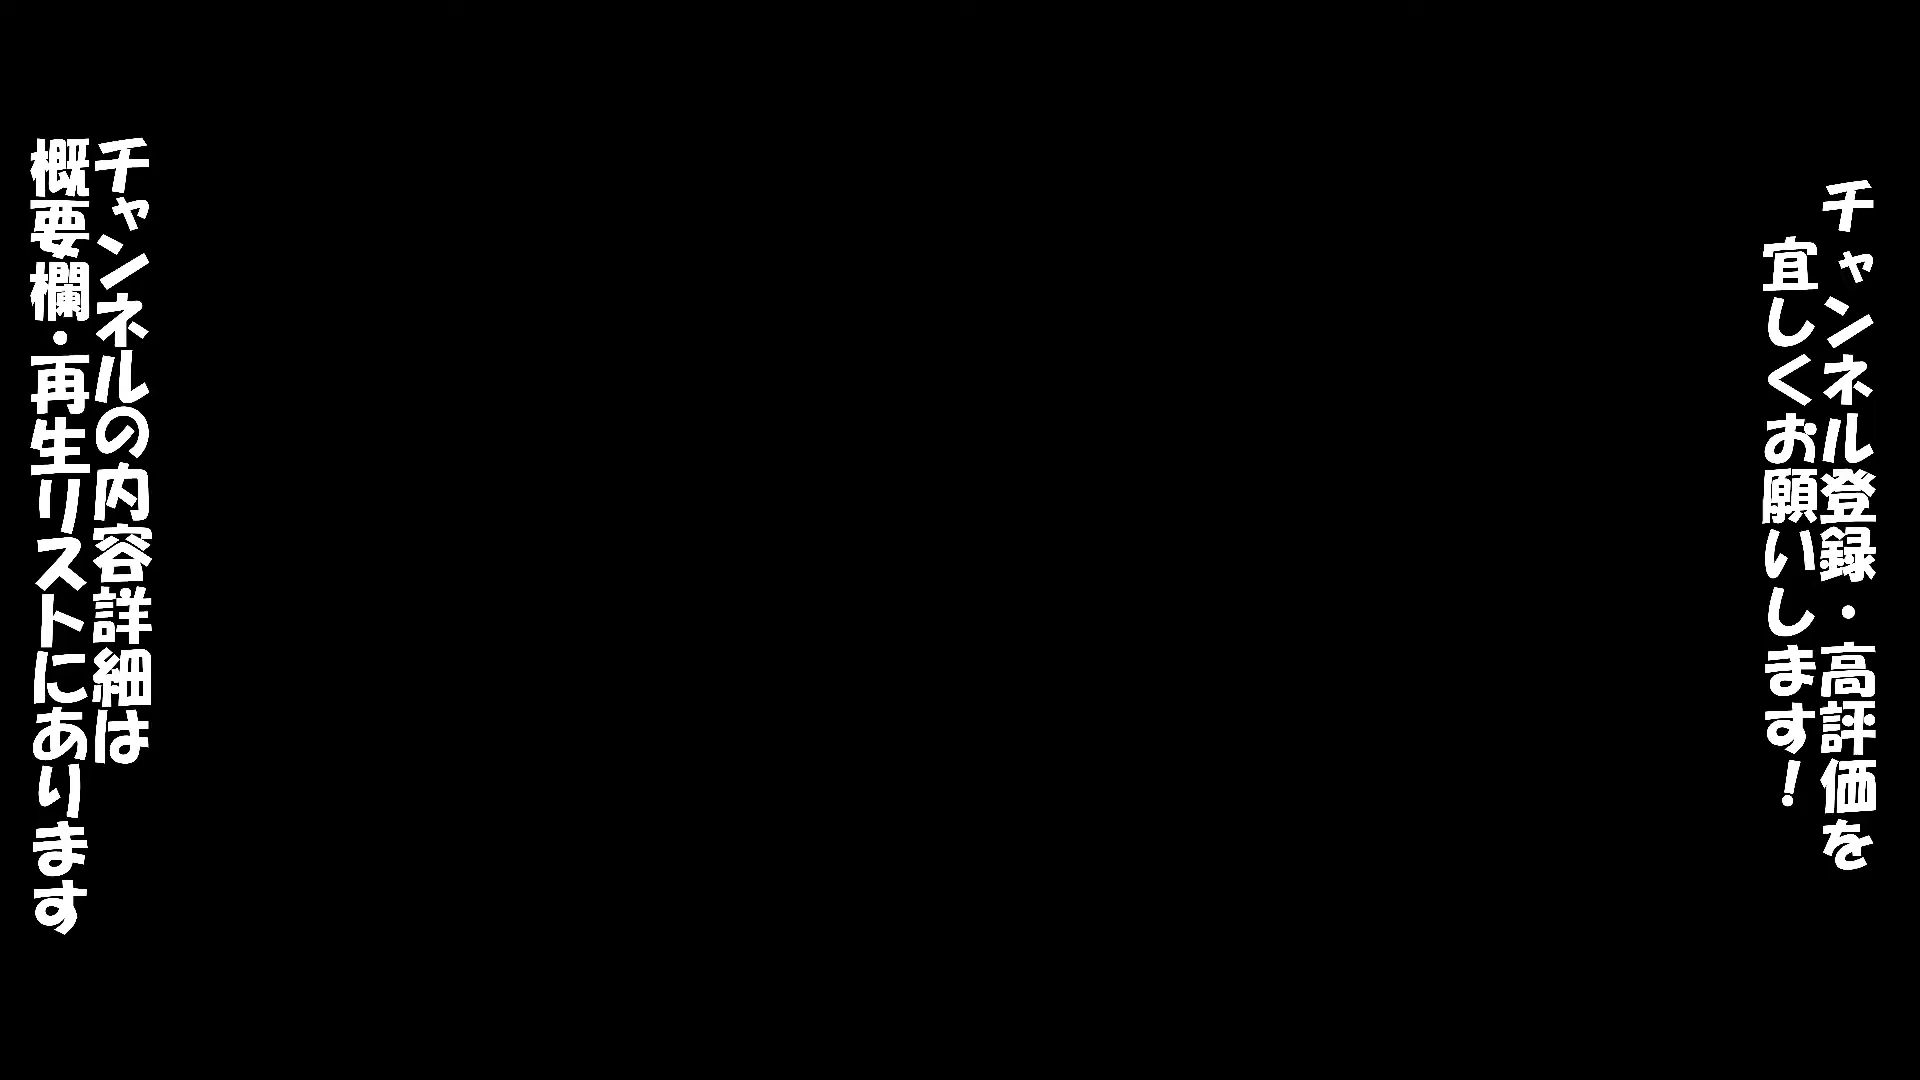 チャンネル登録・高評価を
宜しくお願いします！
チャンネルの内容詳細は
概要欄・再生リストにあります